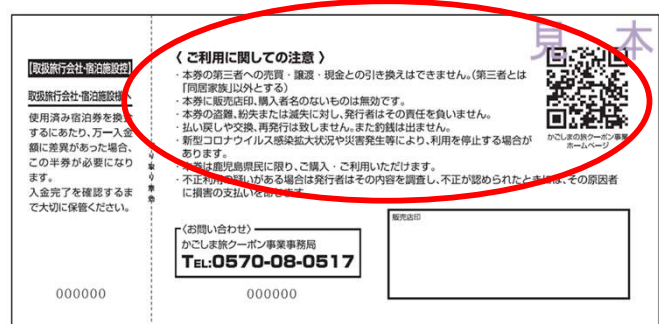 見本
【取扱旅行会社・宿泊施設控】
取扱旅行会社・宿泊施設様へ
使用済み宿泊券を換金
するにあたり、万一入金
額に差異があった場合、
この半券が必要になり
ます。
入金完了を確認するま
で大切に保管ください。
000000
〈 ご利用に関しての注意 〉
・本券の第三者への売買・譲渡・現金との引き換えはできません。(第三者とは
「同居家族」以外とする)
・本券に販売店印、購入者名のないものは無効です。
・本券の盗難、紛失または滅失に対し、発行者はその責任を負いません。
・払い戻しや交換、再発行は致しません。また釣銭は出ません。
・新型コロナウイルス感染拡大状況や災害発生等により、利用を停止する場合が
あります。
・本券は鹿児島県民に限り、ご購入・ご利用いただけます。
・不正利用の疑いがある場合は発行者はその内容を調査し、不正が認められたときには、その原因者
に損害の支払いを命じます。
かごしまの旅クーポン事業
ホームページ
〈お問い合わせ〉
かごしま旅クーポン事業事務局
TEL:0570-08-0517
000000
販売店印